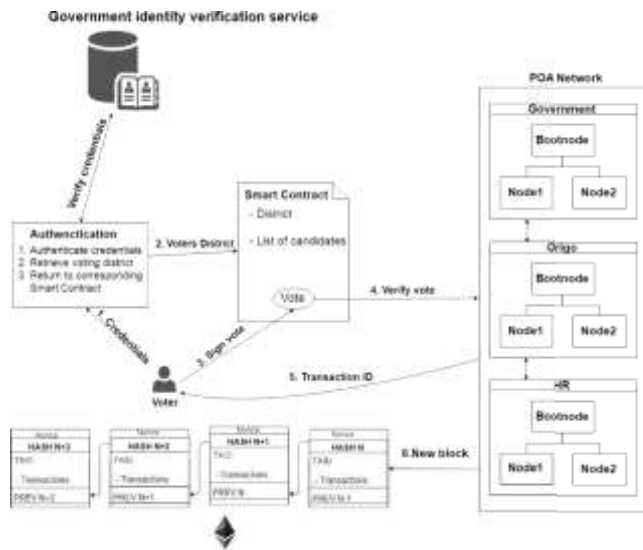 Government identity verification service
Verify credentials
Authenctication
1. Authenticate credentials
2. Retrieve voting district
3. Return to corresponding
Smart Contract
2. Voters District
Smart Contract
- District
- List of candidates
Vote
1. Credentials
3. Sign vote
Voter
4. Verify vote
5. Transaction ID
POA Network
Government
Bootnode
Node1
Node2
Origo
Bootnode
Node1
Node2
HR
Bootnode
Node1
Node2
6.New block
HASH N+3
- Transactions
HASH N+2
- Transactions
PREV N+1
HASH N+1
- Transactions
PREV N
HASH N
- Transactions
PREV N-1